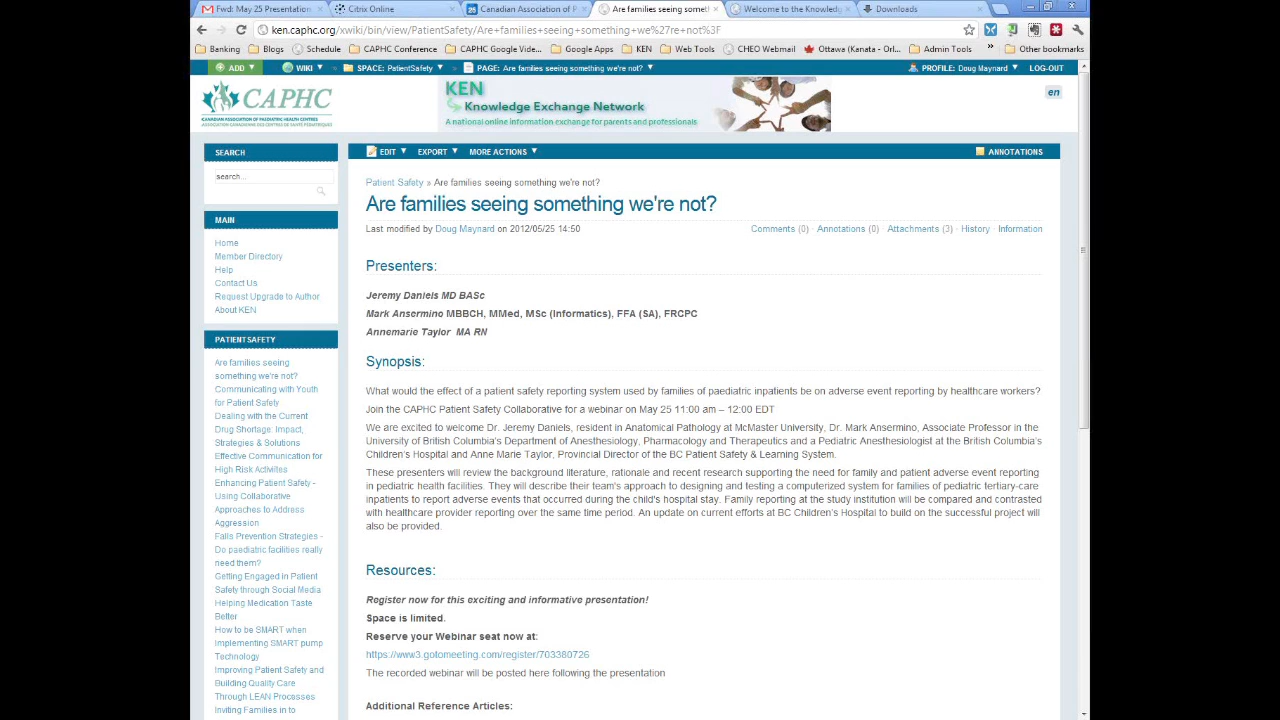 Fwd: May 25 Presentation
Citrix Online
Canadian Association of P
Are families seeing somet
Welcome to the Knowledg
Downloads
ken.caphc.org/xwiki/bin/view/PatientSafety/Are+families+seeing+something+we%27re+not%3F
Banking
Blogs
Schedule
CAPHC Conference
CAPHC Google Vide...
Google Apps
KEN
Web Tools
CHEO Webmail
Ottawa (Kanata - Orl...
Admin Tools
»
Other bookmarks
ADD
WIKI
SPACE: PatientSafety
PAGE: Are families seeing something we're not?
PROFILE: Doug Maynard
LOG-OUT
CAPHC
CANADIAN ASSOCIATION OF PAEDIATRIC HEALTH CENTRES
ASSOCIATION CANADIENNE DES CENTRES DE SANTÉ PÉDIATRIQUES
KEN
Knowledge Exchange Network
A national online information exchange for parents and professionals
en
SEARCH
search...
MAIN
Home
Member Directory
Help
Contact Us
Request Upgrade to Author
About KEN
PATIENTSAFETY
Are families seeing
something we're not?
Communicating with Youth
for Patient Safety
Dealing with the Current
Drug Shortage: Impact,
Strategies & Solutions
Effective Communication for
High Risk Activities
Enhancing Patient Safety -
Using Collaborative
Approaches to Address
Aggression
Falls Prevention Strategies -
Do paediatric facilities really
need them?
Getting Engaged in Patient
Safety through Social Media
Helping Medication Taste
Better
How to be SMART when
Implementing SMART pump
Technology
Improving Patient Safety and
Building Quality Care
Through LEAN Processes
Inviting Families in to
EDIT
EXPORT
MORE ACTIONS
ANNOTATIONS
Patient Safety » Are families seeing something we're not?
Are families seeing something we're not?
Last modified by Doug Maynard on 2012/05/25 14:50
Comments (0) · Annotations (0) · Attachments (3) · History · Information
Presenters:
Jeremy Daniels MD BASc
Mark Ansermino MBBCH, MMed, MSc (Informatics), FFA (SA), FRCPC
Annemarie Taylor MA RN
Synopsis:
What would the effect of a patient safety reporting system used by families of paediatric inpatients be on adverse event reporting by healthcare workers?
Join the CAPHC Patient Safety Collaborative for a webinar on May 25 11:00 am – 12:00 EDT
We are excited to welcome Dr. Jeremy Daniels, resident in Anatomical Pathology at McMaster University, Dr. Mark Ansermino, Associate Professor in the
University of British Columbia's Department of Anesthesiology, Pharmacology and Therapeutics and a Pediatric Anesthesiologist at the British Columbia's
Children's Hospital and Anne Marie Taylor, Provincial Director of the BC Patient Safety & Learning System.
These presenters will review the background literature, rationale and recent research supporting the need for family and patient adverse event reporting
in pediatric health facilities. They will describe their team's approach to designing and testing a computerized system for families of pediatric tertiary-care
inpatients to report adverse events that occurred during the child's hospital stay. Family reporting at the study institution will be compared and contrasted
with healthcare provider reporting over the same time period. An update on current efforts at BC Children's Hospital to build on the successful project will
also be provided.
Resources:
Register now for this exciting and informative presentation!
Space is limited.
Reserve your Webinar seat now at:
https://www3.gotomeeting.com/register/703380726
The recorded webinar will be posted here following the presentation
Additional Reference Articles: